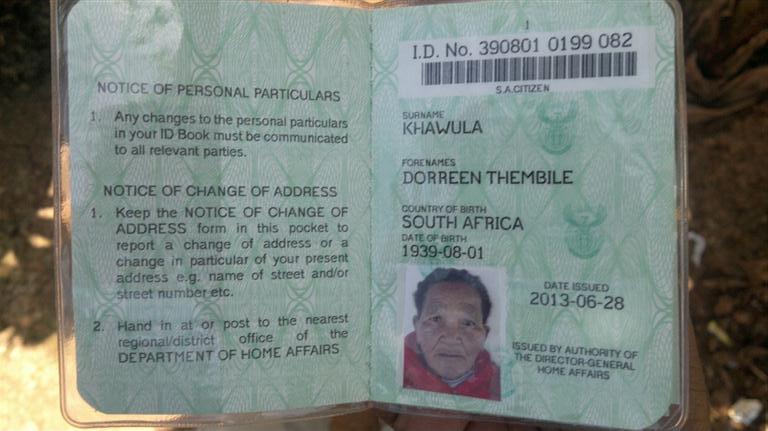 NOTICE OF PERSONAL PARTICULARS
1. Any changes to the personal particulars
in your ID Book must be communicated
to all relevant parties.
NOTICE OF CHANGE OF ADDRESS
1. Keep the NOTICE OF CHANGE OF
ADDRESS form in this pocket to
report a change of address or a
change in particular of your present
address e.g. name of street and/or
street number etc.
2. Hand in at or post to the nearest
regional/district office of the
DEPARTMENT OF HOME AFFAIRS
1
I.D. No. 390801 0199 082
S.A.CITIZEN
SURNAME
KHAWULA
FORENAMES
DORREEN THEMBILE
COUNTRY OF BIRTH
SOUTH AFRICA
DATE OF BIRTH
1939-08-01
DATE ISSUED
2013-06-28
ISSUED BY AUTHORITY OF
THE DIRECTOR-GENERAL
HOME AFFAIRS